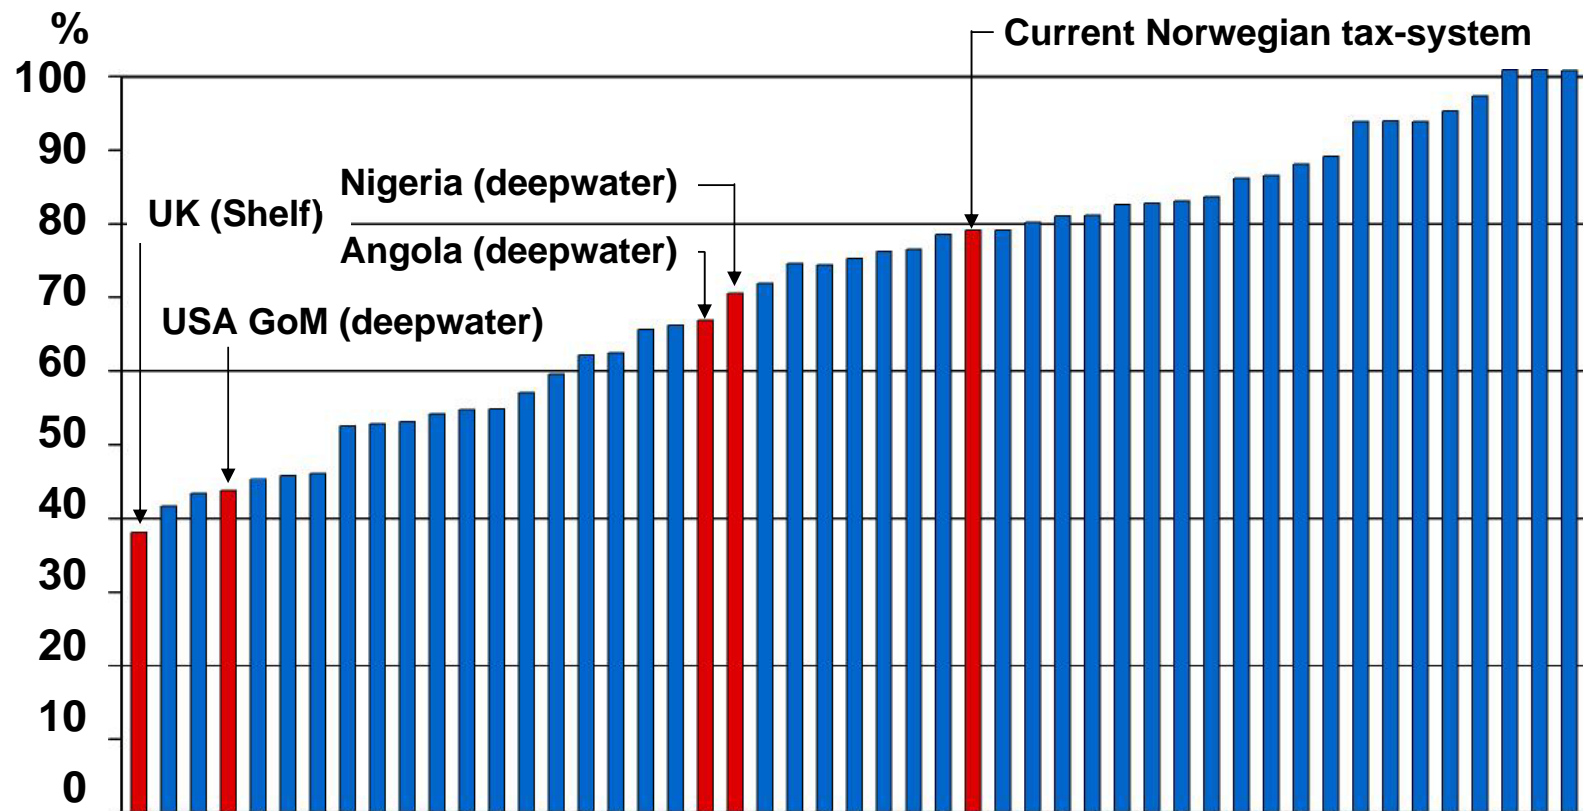 %
Current Norwegian tax-system
100
90
Nigeria (deepwater)
UK (Shelf)
80
Angola (deepwater)
70
USA GoM (deepwater)
60
50
40
30
20
10
0